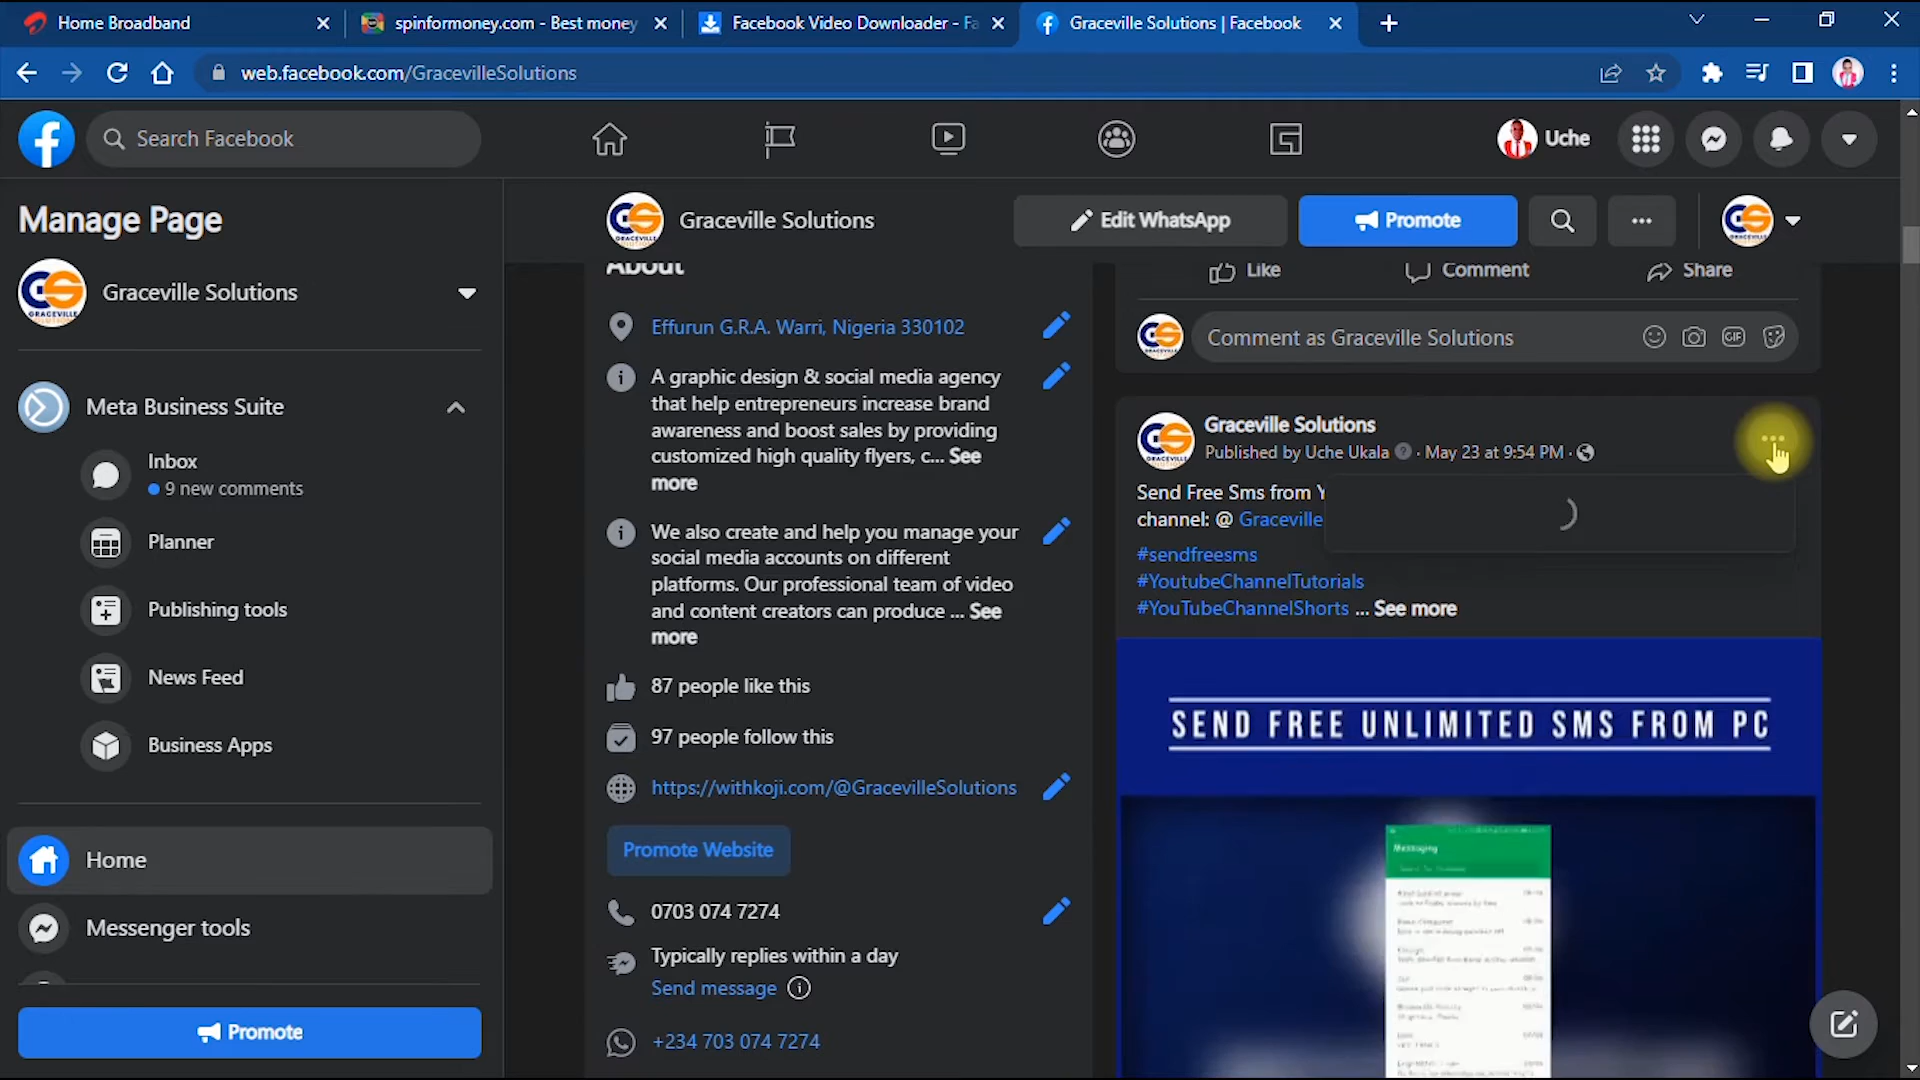 Home Broadband
spinformoney.com - Best money
Facebook Video Downloader - Fa
Graceville Solutions | Facebook
web.facebook.com/GracevilleSolutions
Search Facebook
Uche
Manage Page
Graceville Solutions
Edit WhatsApp
Promote
Graceville Solutions
Meta Business Suite
Inbox
9 new comments
Planner
Publishing tools
News Feed
Business Apps
Home
Messenger tools
Promote
About
Effurun G.R.A. Warri, Nigeria 330102
A graphic design & social media agency
that help entrepreneurs increase brand
awareness and boost sales by providing
customized high quality flyers, c... See
more
We also create and help you manage your
social media accounts on different
platforms. Our professional team of video
and content creators can produce ... See
more
87 people like this
97 people follow this
https://withkoji.com/@GracevilleSolutions
Promote Website
0703 074 7274
Typically replies within a day
Send message
+234 703 074 7274
Like
Comment
Share
Comment as Graceville Solutions
GIF
Graceville Solutions
Published by Uche Ukala · May 23 at 9:54 PM ·
Send Free Sms from Y
channel: @ Graceville
#sendfreesms
#YoutubeChannelTutorials
#YouTubeChannelShorts ... See more
SEND FREE UNLIMITED SMS FROM PC
Messaging